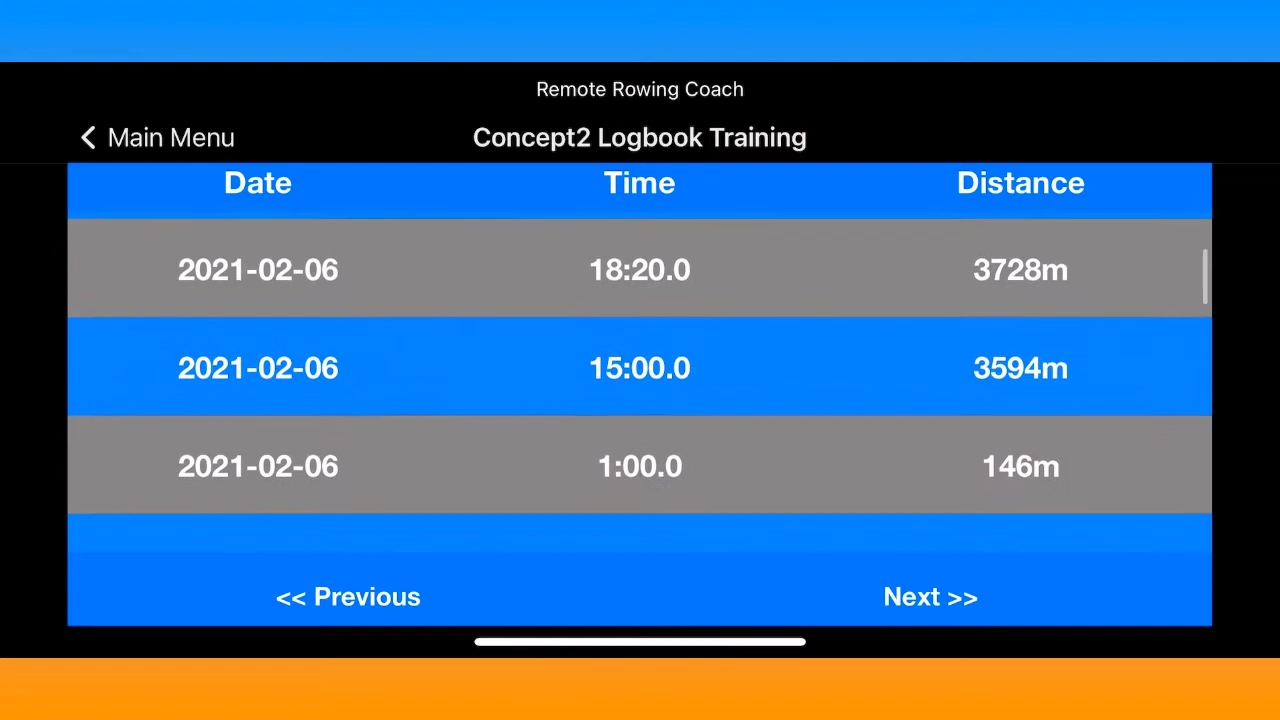 Remote Rowing Coach
Main Menu
Concept2 Logbook Training
Date Time Distance
2021-02-06 18:20.0 3728m
2021-02-06 15:00.0 3594m
2021-02-06 1:00.0 146m
<< Previous Next >>